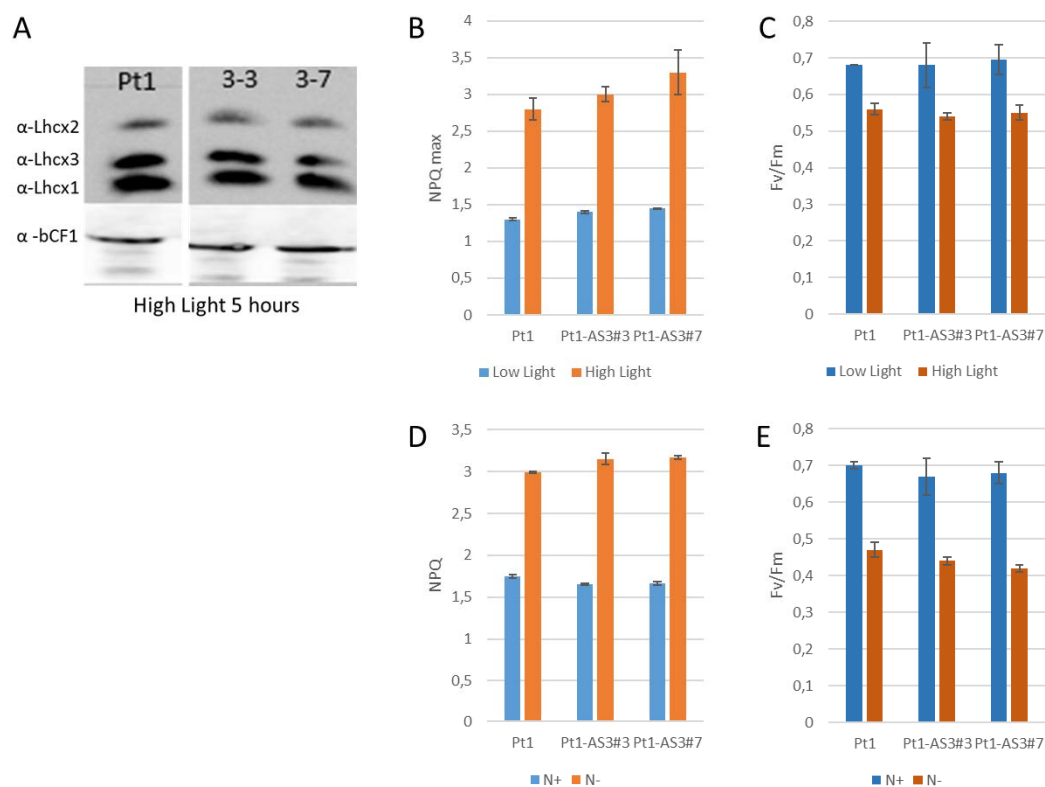 A
Pt1 3-3 3-7
α-Lhcx2
α-Lhcx3
α-Lhcx1
α -bCF1
High Light 5 hours
B
NPQ max
4
3,5
3
2,5
2
1,5
1
0,5
0
Pt1 Pt1-AS3#3 Pt1-AS3#7
Low Light High Light
C
Fv/Fm
0,8
0,7
0,6
0,5
0,4
0,3
0,2
0,1
0
Pt1 Pt1-AS3#3 Pt1-AS3#7
Low Light High Light
D
NPQ
3,5
3
2,5
2
1,5
1
0,5
0
Pt1 Pt1-AS3#3 Pt1-AS3#7
N+ N-
E
Fv/Fm
0,8
0,7
0,6
0,5
0,4
0,3
0,2
0,1
0
Pt1 Pt1-AS3#3 Pt1-AS3#7
N+ N-